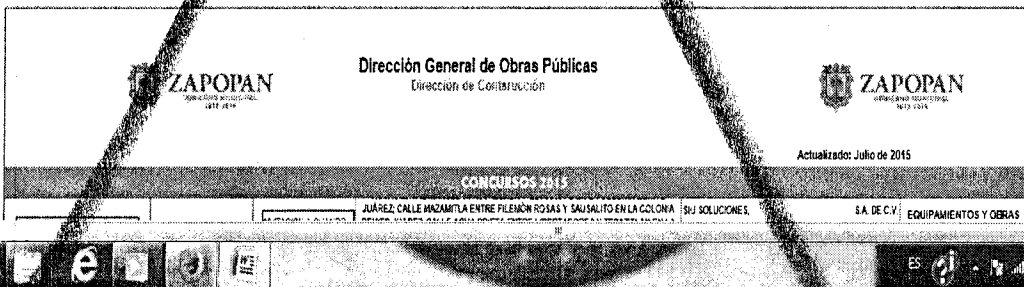 Dirección General de Obras Públicas
Dirección de Contsrucción
ZAPOPAN
ZAPOPAN
Actualizado: Julio de 2015
CONCURSOS 2015
JUÁREZ; CALLE MAZAMITLA ENTRE FILEMÓN ROSAS Y SAUSALITO EN LA COLONIA
SOLUCIONES, S.A. DE C.V.
EQUIPAMIENTOS Y OBRAS
ES